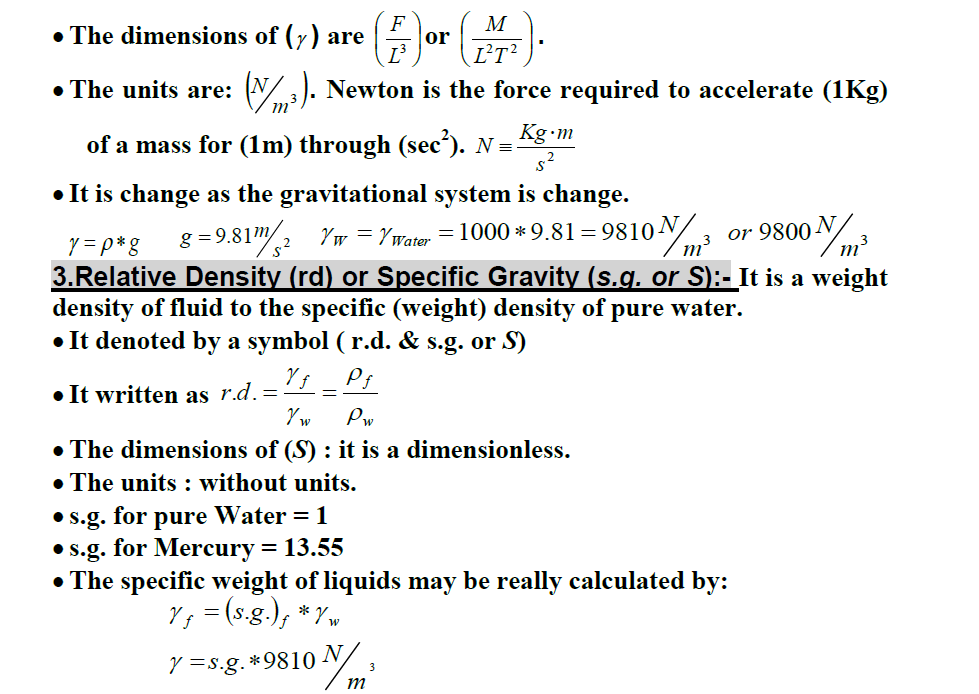 • The dimensions of (γ) are (F/L³) or (M/L²T²).
• The units are: (N/m³). Newton is the force required to accelerate (1Kg)
of a mass for (1m) through (sec²). N ≡ Kg·m/s²
• It is change as the gravitational system is change.
γ = ρ*g g = 9.81 m/s² γW = γWater = 1000 * 9.81 = 9810 N/m³ or 9800 N/m³
3.Relative Density (rd) or Specific Gravity (s.g. or S):- It is a weight
density of fluid to the specific (weight) density of pure water.
• It denoted by a symbol ( r.d. & s.g. or S)
• It written as r.d. = γf/γw = ρf/ρw
• The dimensions of (S) : it is a dimensionless.
• The units : without units.
• s.g. for pure Water = 1
• s.g. for Mercury = 13.55
• The specific weight of liquids may be really calculated by:
γf = (s.g.)f * γw
γ = s.g. * 9810 N/m³